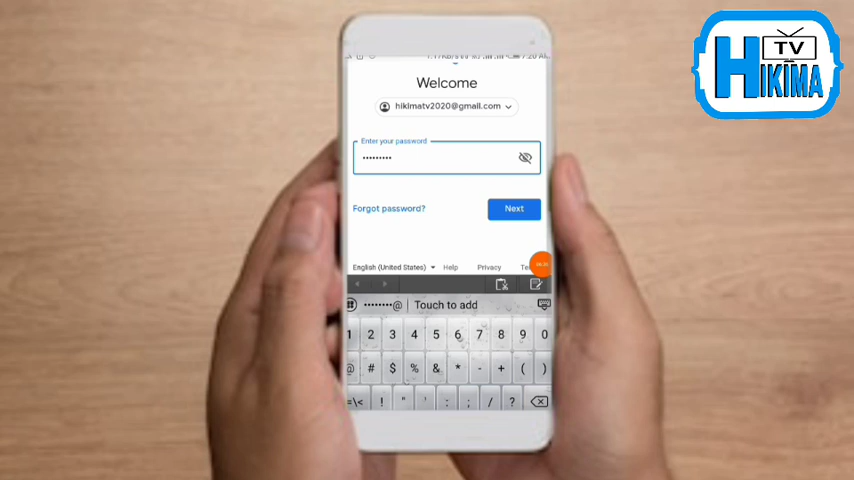 TV
HIKIMA
Welcome
hikimatv2020@gmail.com
Enter your password
•••••••••
Forgot password?
Next
English (United States)
Help
Privacy
••••••••@
Touch to add
1 2 3 4 5 6 7 8 9 0
@ # $ % & * - + ( )
=\< ! " ' : ; / ?